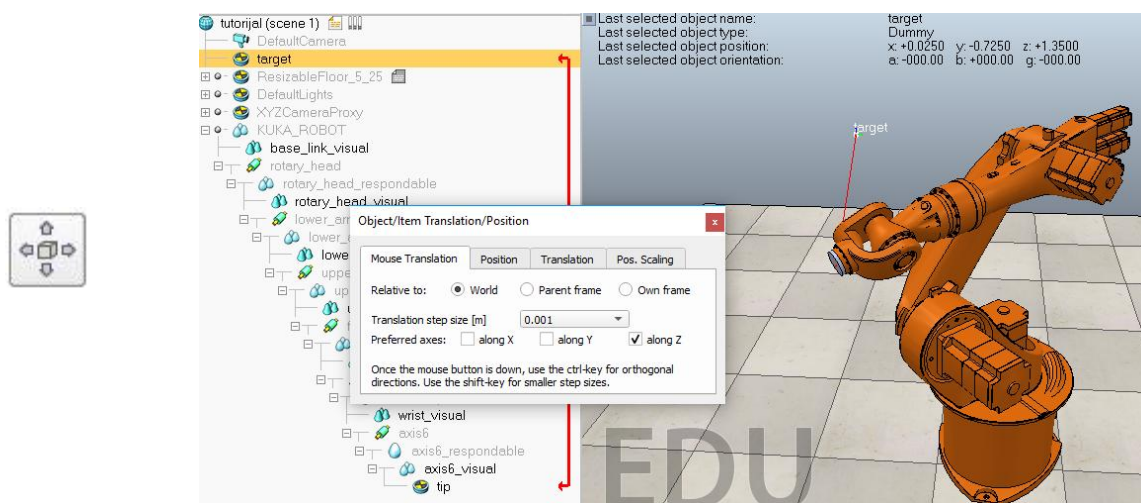 tutorijal (scene 1)
DefaultCamera
target
ResizableFloor_5_25
DefaultLights
XYZCameraProxy
KUKA_ROBOT
base_link_visual
rotary_head
rotary_head_respondable
rotary_head_visual
lower_ar
lower_
lowe
uppe
up
u
wrist_visual
axis6
axis6_respondable
axis6_visual
tip
Object/Item Translation/Position
x
Mouse Translation Position Translation Pos. Scaling
Relative to: World Parent frame Own frame
Translation step size [m] 0.001
Preferred axes: along X along Y along Z
Once the mouse button is down, use the ctrl-key for orthogonal
directions. Use the shift-key for smaller step sizes.
Last selected object name: target
Last selected object type: Dummy
Last selected object position: x: +0.0250 y: -0.7250 z: +1.3500
Last selected object orientation: a: -000.00 b: +000.00 g: -000.00
target
EDU